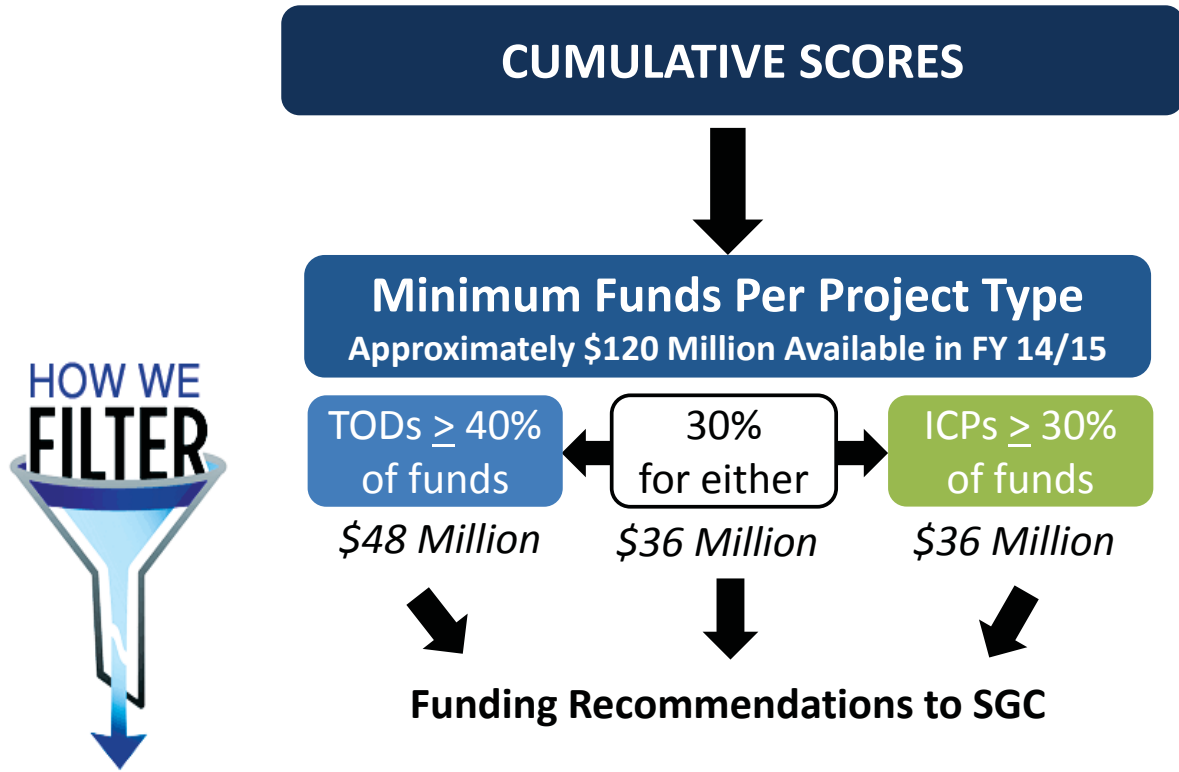 CUMULATIVE SCORES
Minimum Funds Per Project Type
Approximately $120 Million Available in FY 14/15
HOW WE
FILTER
TODs ≥ 40%
of funds
30%
for either
ICPs ≥ 30%
of funds
$48 Million
$36 Million
$36 Million
Funding Recommendations to SGC